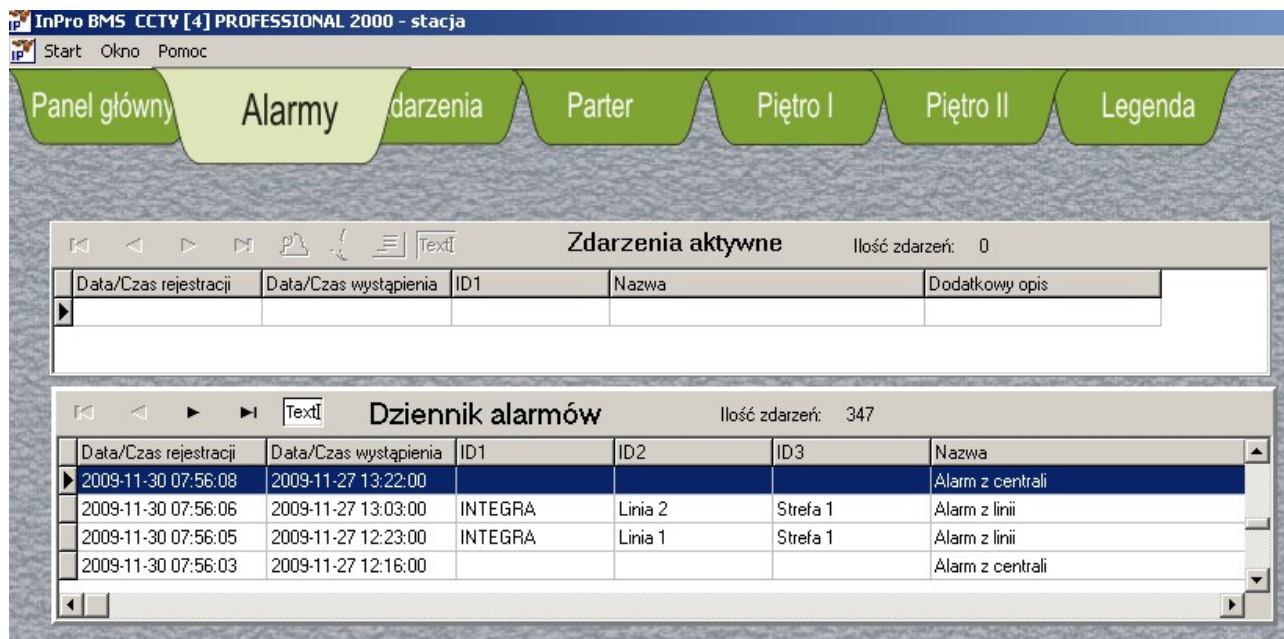 InPro BMS CCTV [4] PROFESSIONAL 2000 - stacja
IP Start Okno Pomoc
Panel główny Alarmy darzenia Parter Piętro I Piętro II Legenda
TextI Zdarzenia aktywne Ilość zdarzeń: 0
Data/Czas rejestracji Data/Czas wystąpienia ID1 Nazwa Dodatkowy opis
TextI Dziennik alarmów Ilość zdarzeń: 347
Data/Czas rejestracji Data/Czas wystąpienia ID1 ID2 ID3 Nazwa
2009-11-30 07:56:08 2009-11-27 13:22:00 Alarm z centrali
2009-11-30 07:56:06 2009-11-27 13:03:00 INTEGRA Linia 2 Strefa 1 Alarm z linii
2009-11-30 07:56:05 2009-11-27 12:23:00 INTEGRA Linia 1 Strefa 1 Alarm z linii
2009-11-30 07:56:03 2009-11-27 12:16:00 Alarm z centrali